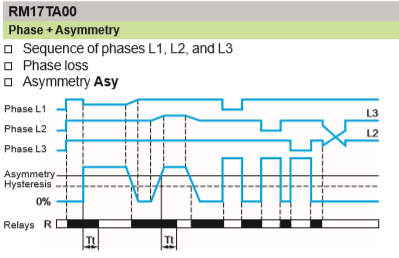 RM17TA00
Phase + Asymmetry
Sequence of phases L1, L2, and L3
Phase loss
Asymmetry Asy
Phase L1
L3
Phase L2
L2
Phase L3
Asymmetry
Hysteresis
0%
Relays R
Tt Tt